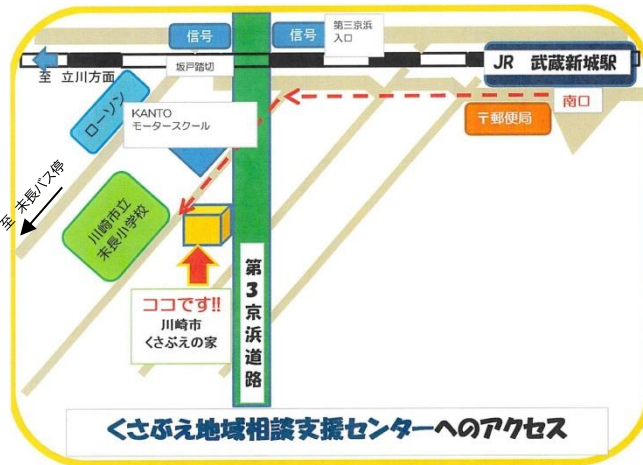 信号
信号
第三京浜
入口
JR 武蔵新城駅
至 立川方面
坂戸踏切
南口
ローソン
KANTO
モータースクール
〒郵便局
至 末長バス停
川崎市立
末長小学校
ココです!!
川崎市
くさぶえの家
第3京浜道路
くさぶえ地域相談支援センターへのアクセス